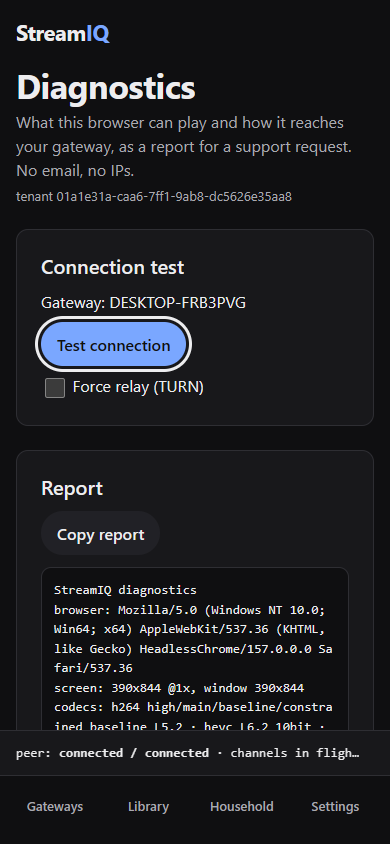 StreamIQ
Diagnostics
What this browser can play and how it reaches
your gateway, as a report for a support request.
No email, no IPs.
tenant 01a1e31a-caa6-7ff1-9ab8-dc5626e35aa8
Connection test
Gateway: DESKTOP-FRB3PVG
Test connection
Force relay (TURN)
Report
Copy report
StreamIQ diagnostics
browser: Mozilla/5.0 (Windows NT 10.0;
Win64; x64) AppleWebKit/537.36 (KHTML,
like Gecko) HeadlessChrome/157.0.0.0 Sa
fari/537.36
screen: 390x844 @1x, window 390x844
codecs: h264 high/main/baseline/constra
ined baseline L5.2 · hevc L6.2 10bit ·
peer: connected / connected · channels in fligh…
Gateways
Library
Household
Settings